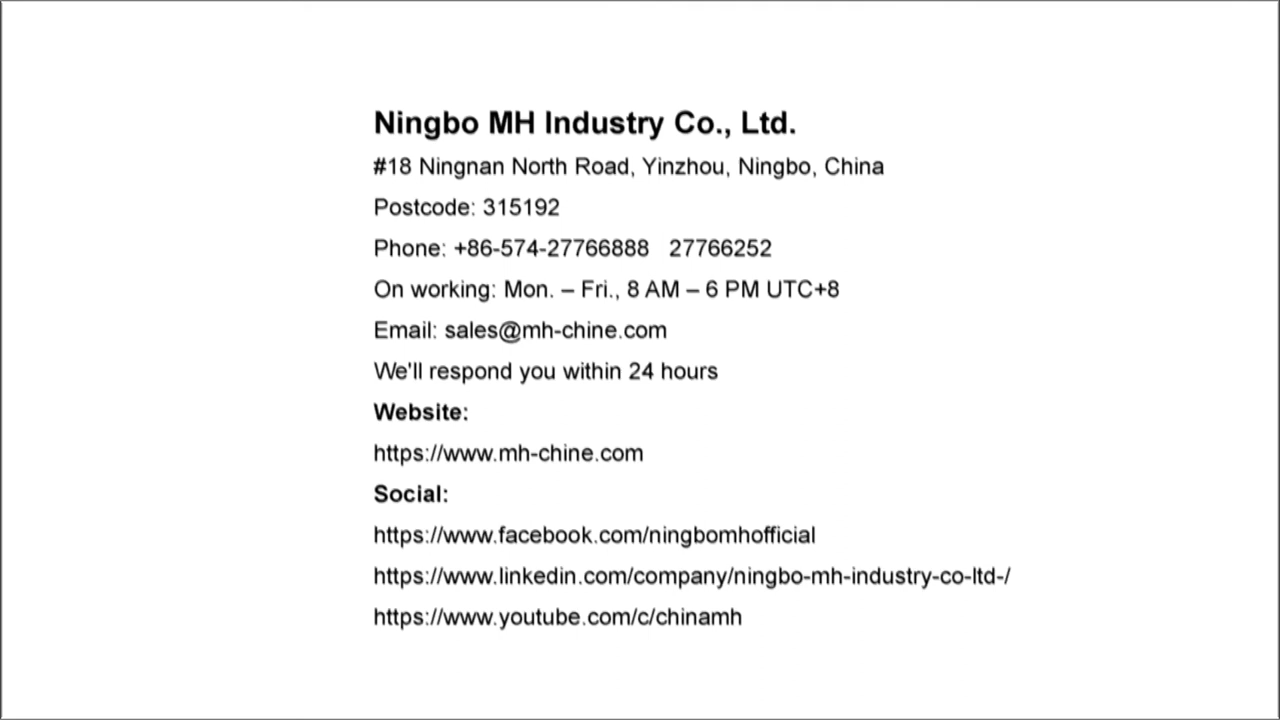 Ningbo MH Industry Co., Ltd.
#18 Ningnan North Road, Yinzhou, Ningbo, China
Postcode: 315192
Phone: +86-574-27766888   27766252
On working: Mon. – Fri., 8 AM – 6 PM UTC+8
Email: sales@mh-chine.com
We'll respond you within 24 hours
Website:
https://www.mh-chine.com
Social:
https://www.facebook.com/ningbomhofficial
https://www.linkedin.com/company/ningbo-mh-industry-co-ltd-/
https://www.youtube.com/c/chinamh